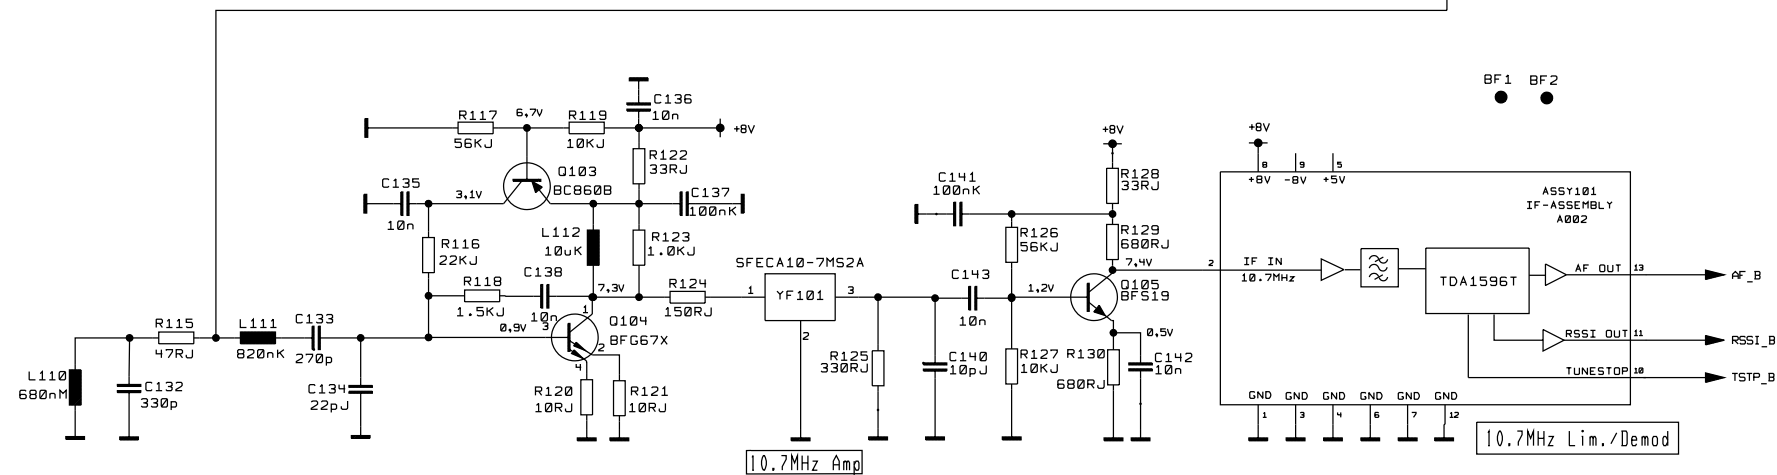 BF1 BF2
C136
10n
R117
56KJ
6,7V
R119
10KJ
+8V
R122
33RJ
Q103
BC860B
C135
10n
3,1V
C137
100nK
R116
22KJ
L112
10uK
R123
1.0KJ
R118
1.5KJ
C138
10n
7,3V
R124
150RJ
SFECA10-7MS2A
1 YF101 3
2
0,9V
3
1
2
4
Q104
BFG67X
R120
10RJ
R121
10RJ
R115
47RJ
L111
820nK
C133
270p
L110
680nM
C132
330p
C134
22pJ
10.7MHz Amp
R125
330RJ
C140
10pJ
C143
10n
C141
100nK
R126
56KJ
R127
10KJ
1,2V
+8V
R128
33RJ
R129
680RJ
7,4V
Q105
BFS19
0,5V
R130
680RJ
C142
10n
+8V
8 9 5
+8V -8V +5V
ASSY101
IF-ASSEMBLY
A002
2
IF IN
10.7MHz
TDA1596T
AF OUT 13 AF_B
RSSI OUT 11 RSSI_B
TUNESTOP 10 TSTP_B
GND GND GND GND GND GND
1 3 4 6 7 12
10.7MHz Lim./Demod